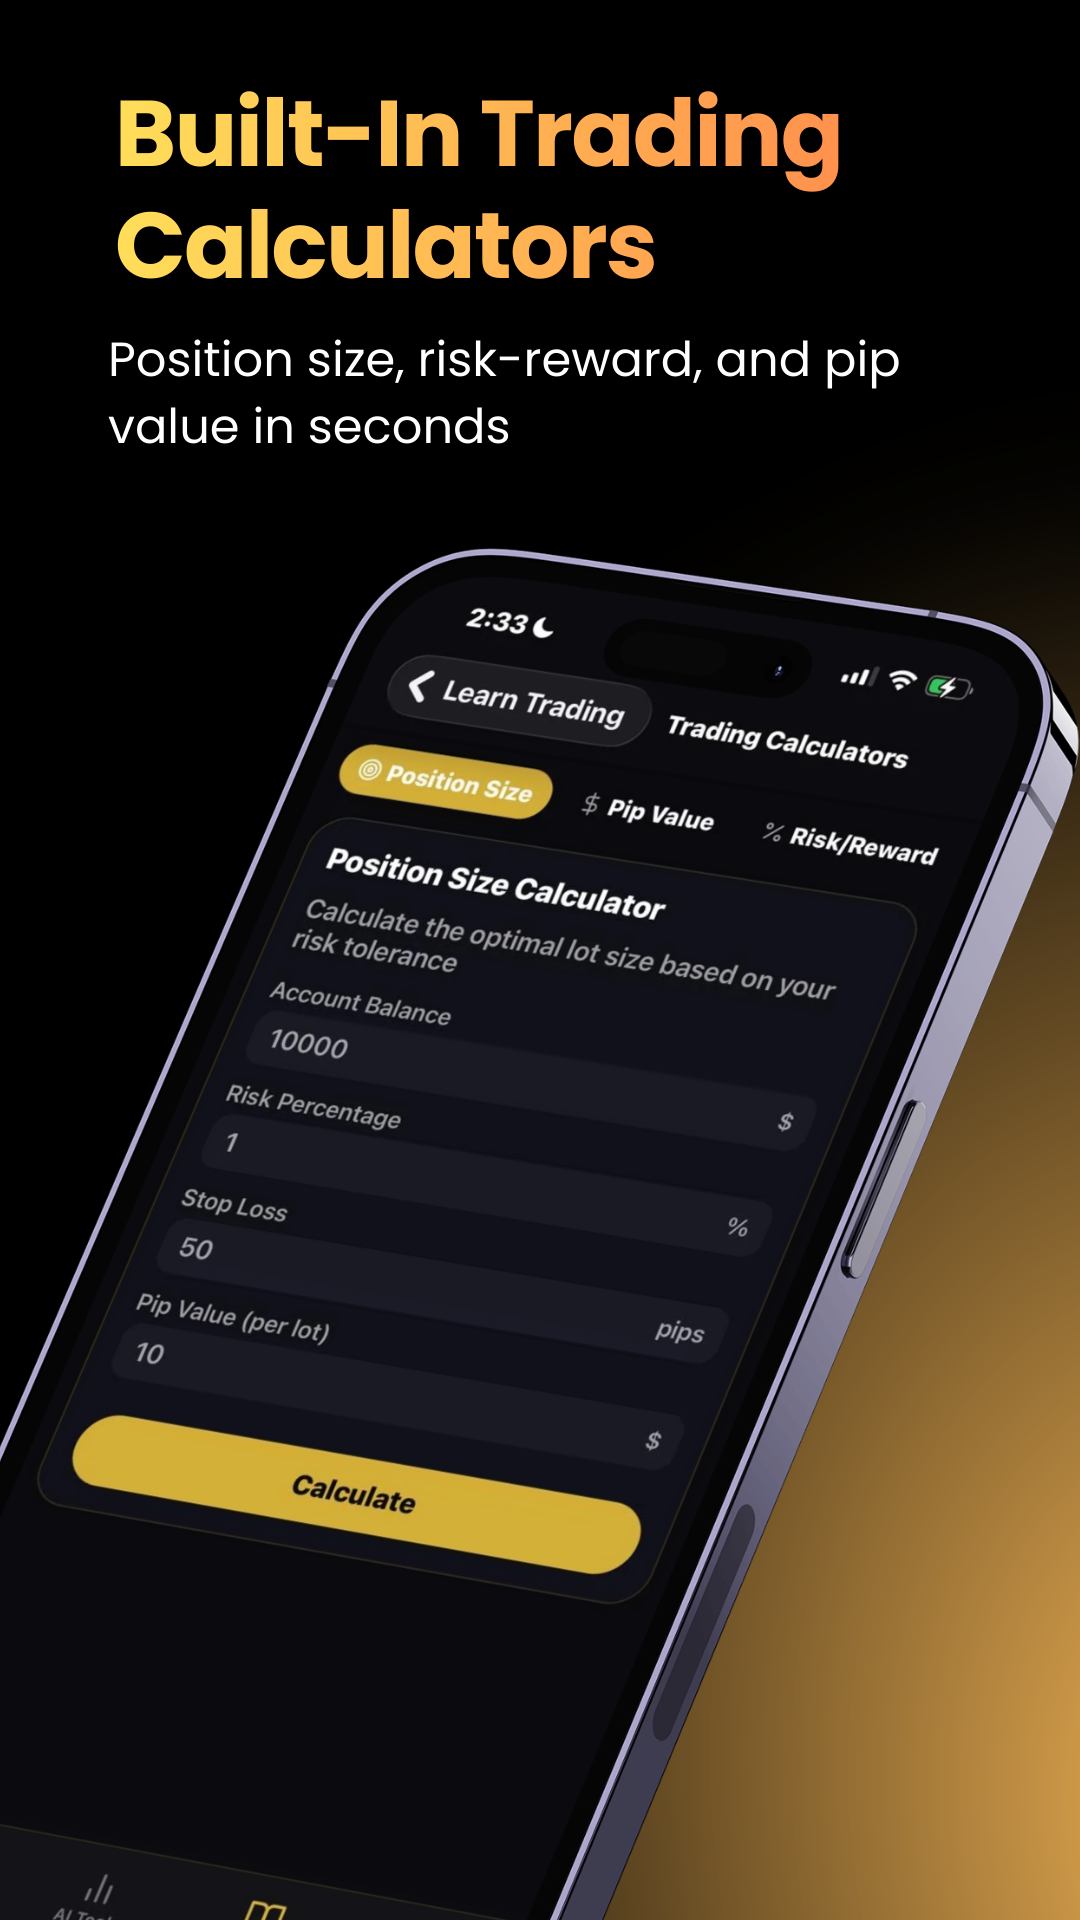 Built-In Trading
Calculators
Position size, risk-reward, and pip
value in seconds
2:33
Learn Trading
Trading Calculators
Position Size
$ Pip Value
% Risk/Reward
Position Size Calculator
Calculate the optimal lot size based on your
risk tolerance
Account Balance
10000
$
Risk Percentage
1
%
Stop Loss
50
pips
Pip Value (per lot)
10
$
Calculate
AI